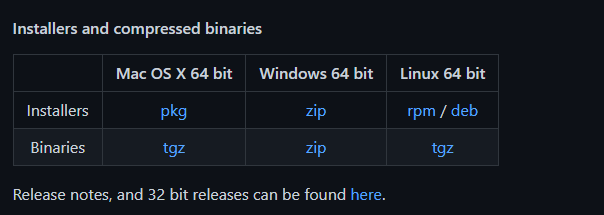 Installers and compressed binaries
Mac OS X 64 bit Windows 64 bit Linux 64 bit
Installers pkg zip rpm / deb
Binaries tgz zip tgz
Release notes, and 32 bit releases can be found here.